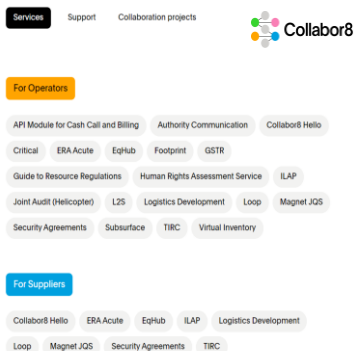 Services Support Collaboration projects
Collabor8
For Operators
API Module for Cash Call and Billing Authority Communication Collabor8 Hello
Critical ERA Acute EqHub Footprint GSTR
Guide to Resource Regulations Human Rights Assessment Service ILAP
Joint Audit (Helicopter) L2S Logistics Development Loop Magnet JQS
Security Agreements Subsurface TIRC Virtual Inventory
For Suppliers
Collabor8 Hello ERA Acute EqHub ILAP Logistics Development
Loop Magnet JQS Security Agreements TIRC